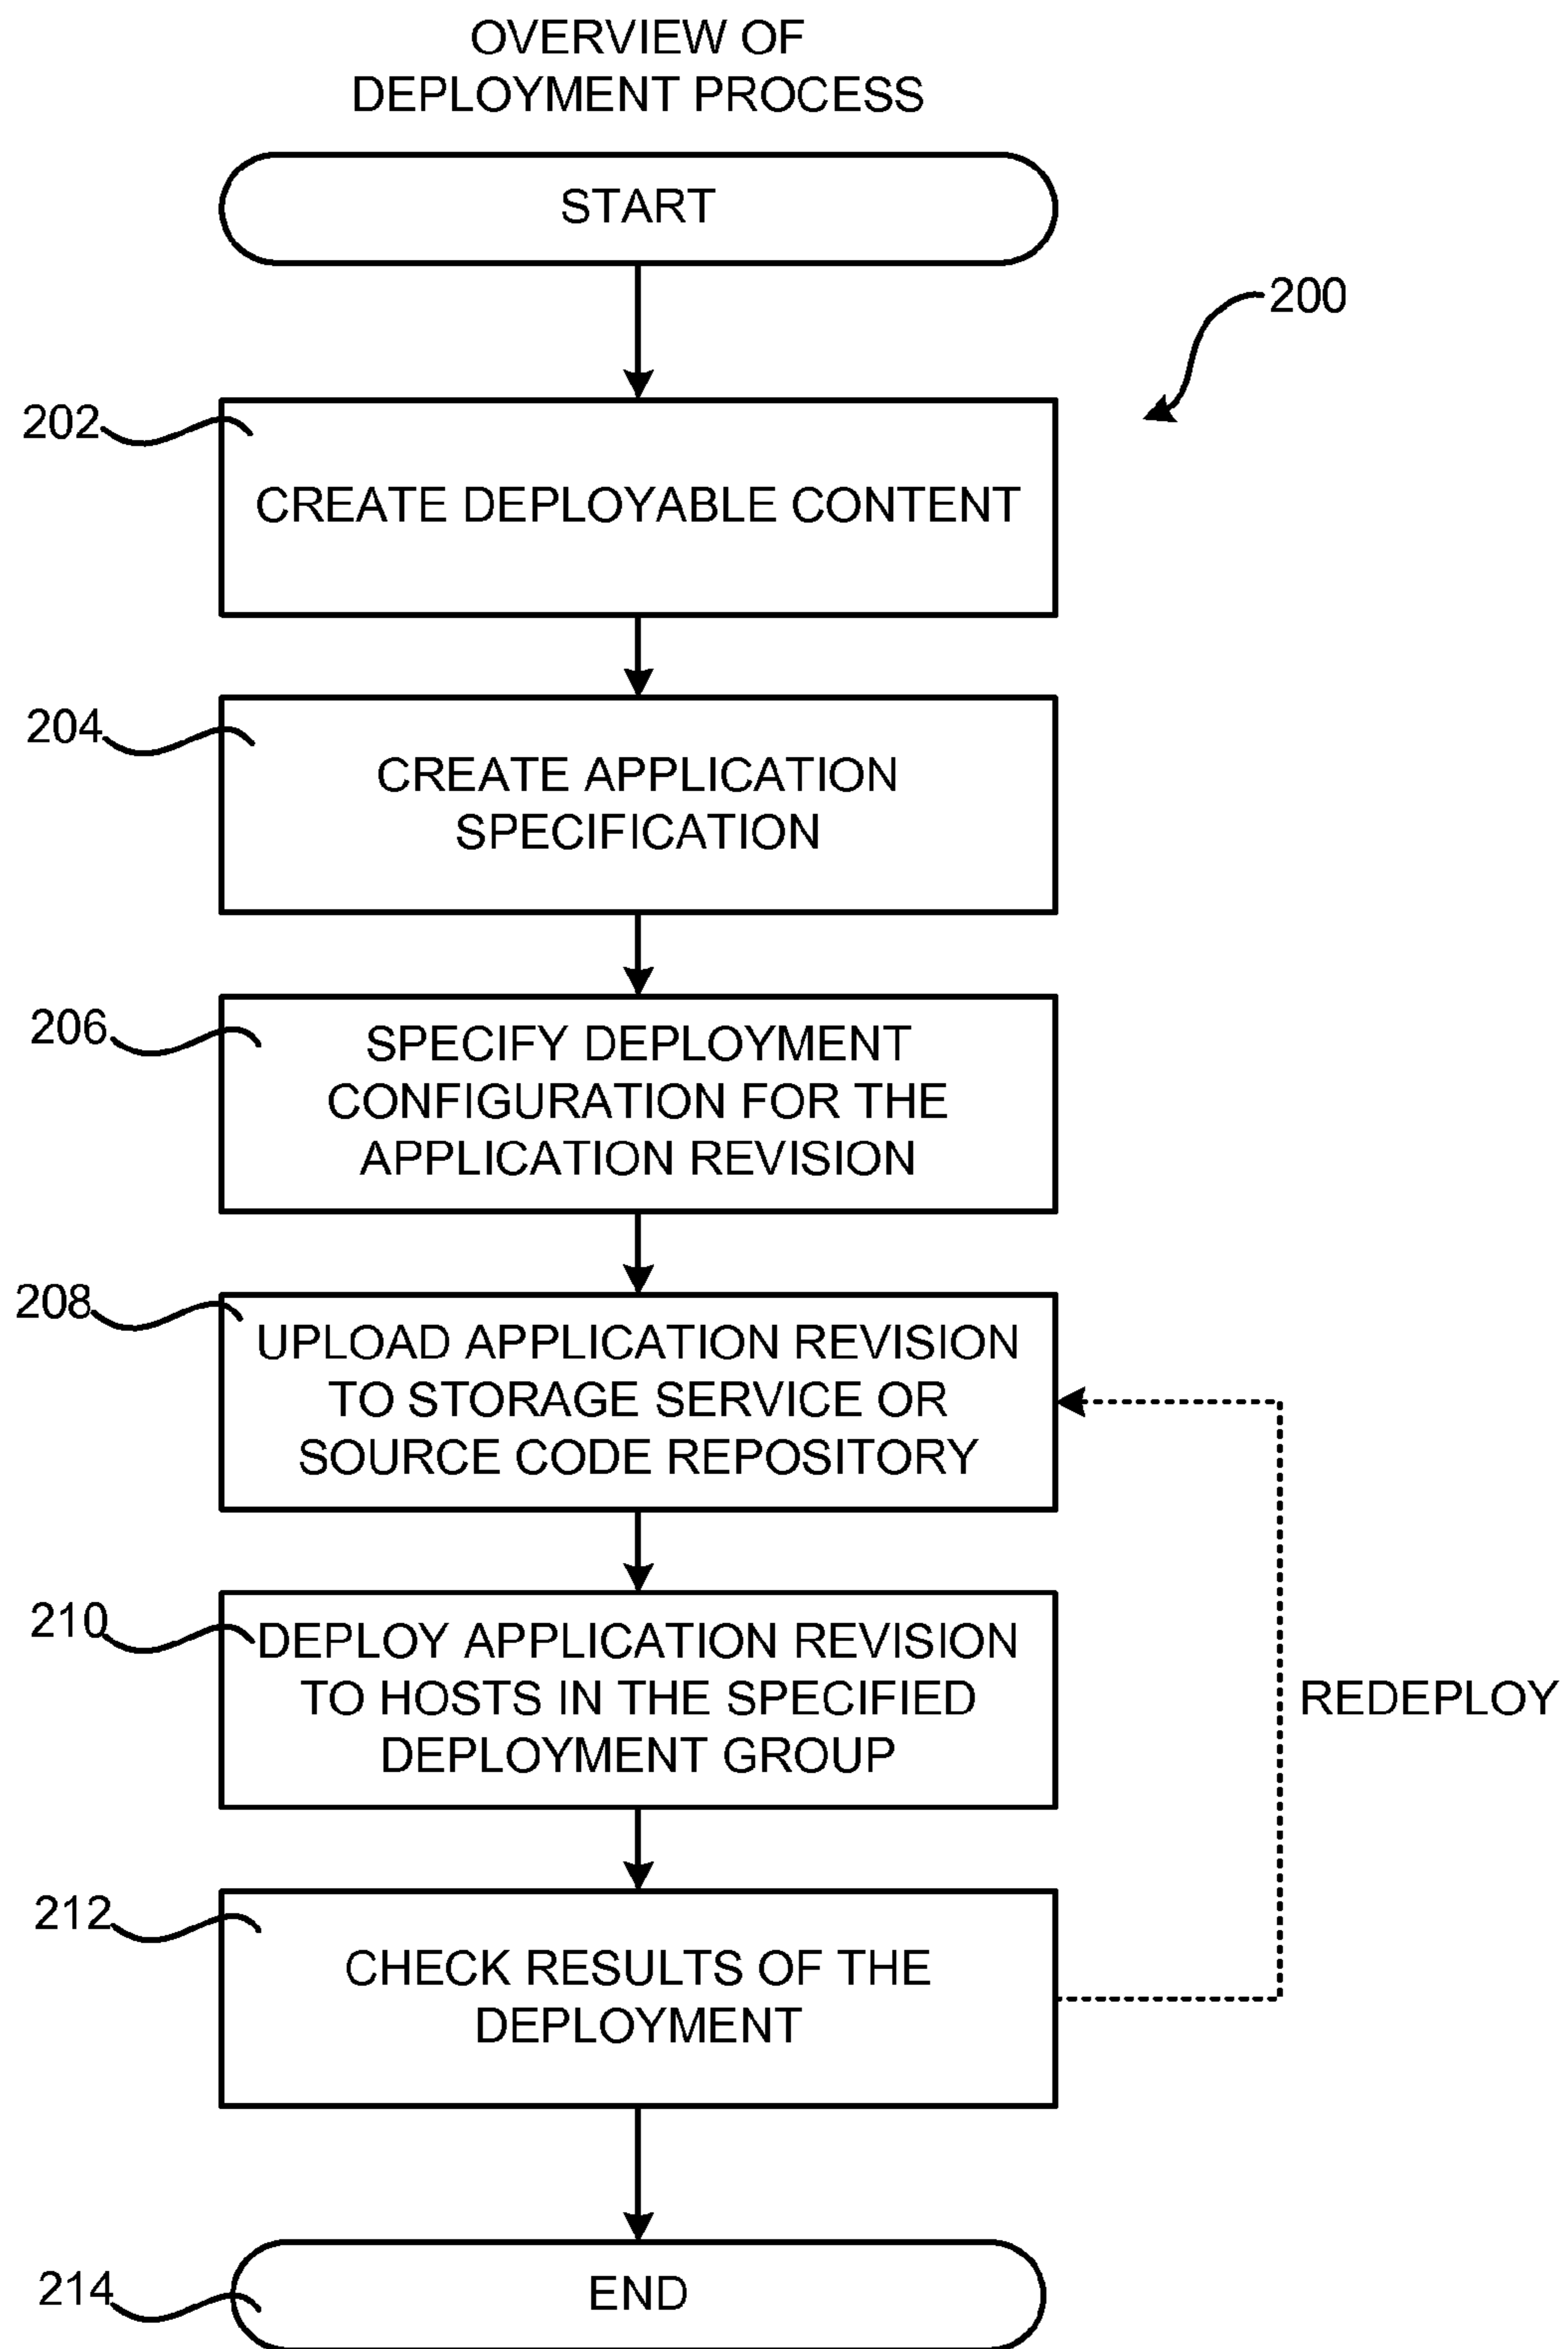 OVERVIEW OF
DEPLOYMENT PROCESS
START
200
202
CREATE DEPLOYABLE CONTENT
204
CREATE APPLICATION
SPECIFICATION
206
SPECIFY DEPLOYMENT
CONFIGURATION FOR THE
APPLICATION REVISION
208
UPLOAD APPLICATION REVISION
TO STORAGE SERVICE OR
SOURCE CODE REPOSITORY
210
DEPLOY APPLICATION REVISION
TO HOSTS IN THE SPECIFIED
DEPLOYMENT GROUP
REDEPLOY
212
CHECK RESULTS OF THE
DEPLOYMENT
214
END